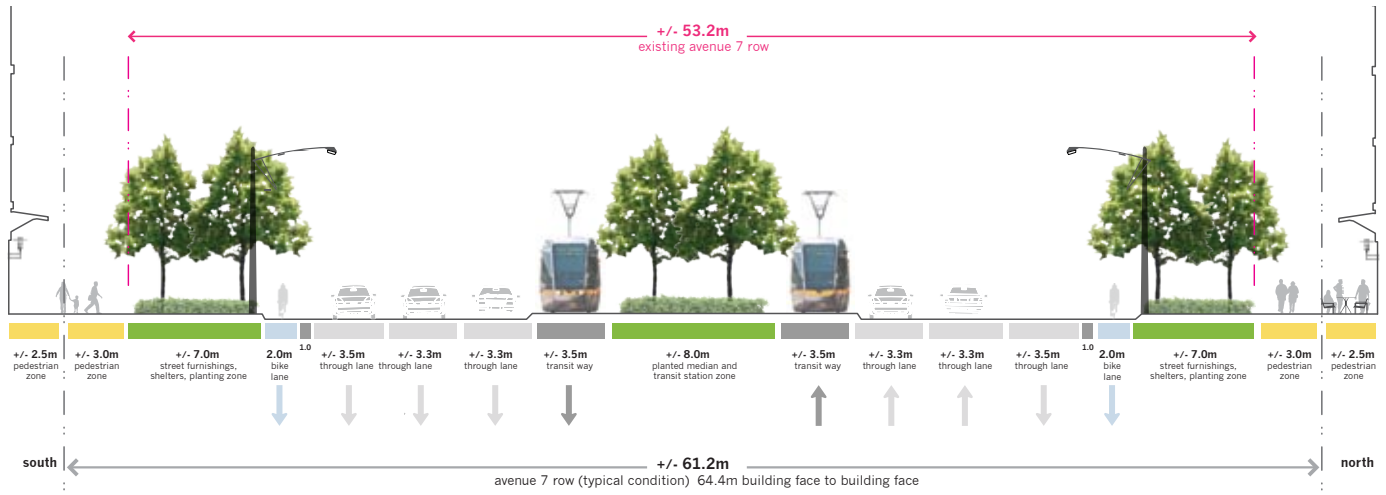 +/- 53.2m
existing avenue 7 row
+/- 2.5m
pedestrian
zone
+/- 3.0m
pedestrian
zone
+/- 7.0m
street furnishings,
shelters, planting zone
2.0m
bike
lane
1.0
+/- 3.5m
through lane
+/- 3.3m
through lane
+/- 3.3m
through lane
+/- 3.5m
transit way
+/- 8.0m
planted median and
transit station zone
+/- 3.5m
transit way
+/- 3.3m
through lane
+/- 3.3m
through lane
+/- 3.5m
through lane
1.0
2.0m
bike
lane
+/- 7.0m
street furnishings,
shelters, planting zone
+/- 3.0m
pedestrian
zone
+/- 2.5m
pedestrian
zone
south
+/- 61.2m
north
avenue 7 row (typical condition) 64.4m building face to building face